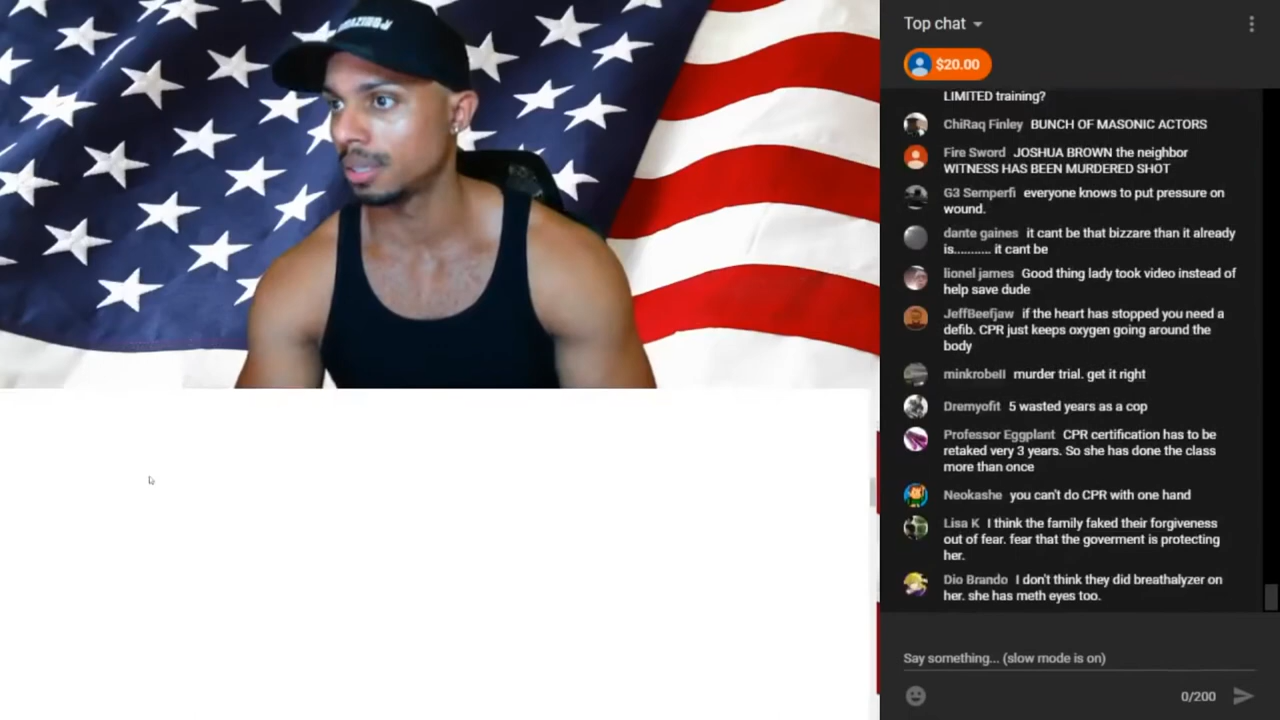 AMAZINGJ
Top chat
$20.00
LIMITED training?
ChiRaq Finley BUNCH OF MASONIC ACTORS
Fire Sword JOSHUA BROWN the neighbor
WITNESS HAS BEEN MURDERED SHOT
G3 Semperfi everyone knows to put pressure on
wound.
dante gaines it cant be that bizzare than it already
is........... it cant be
lionel james Good thing lady took video instead of
help save dude
JeffBeefjaw if the heart has stopped you need a
defib. CPR just keeps oxygen going around the
body
minkrobell murder trial. get it right
Dremyofit 5 wasted years as a cop
Professor Eggplant CPR certification has to be
retaked very 3 years. So she has done the class
more than once
Neokashe you can't do CPR with one hand
Lisa K I think the family faked their forgiveness
out of fear. fear that the goverment is protecting
her.
Dio Brando I don't think they did breathalyzer on
her. she has meth eyes too.
Say something... (slow mode is on)
0/200